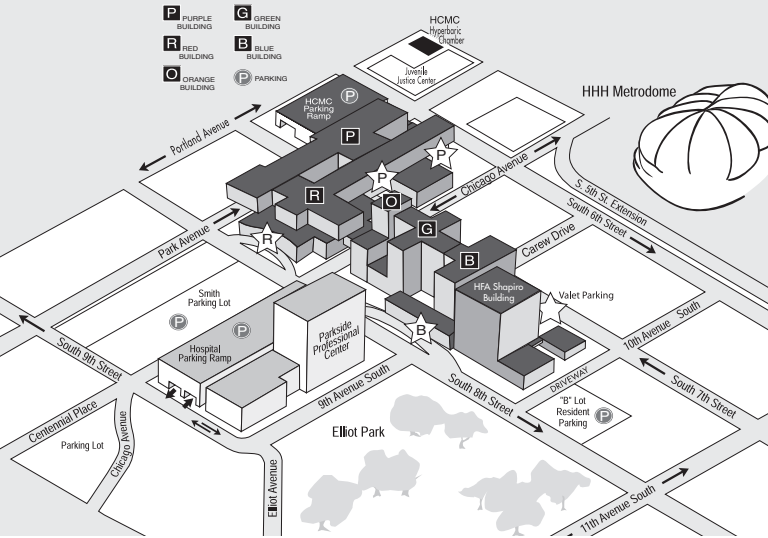 P PURPLE BUILDING
G GREEN BUILDING
R RED BUILDING
B BLUE BUILDING
O ORANGE BUILDING
P PARKING
HCMC
Hyperbaric
Chamber
Juvenile
Justice Center
HHH Metrodome
HCMC
Parking
Ramp
P
Portland Avenue
P
P
P
Chicago Avenue
R
O
S. 5th St. Extension
South 6th Street
Park Avenue
R
G
Carew Drive
B
HFA Shapiro
Building
Smith
Parking Lot
P
Valet Parking
10th Avenue South
Hospital
Parking Ramp
P
Parkside
Professional
Center
B
South 9th Street
South 8th Street
DRIVEWAY
South 7th Street
9th Avenue South
"B" Lot
Resident
Parking
P
Centennial Place
Parking Lot
Chicago Avenue
Elliot Park
Elliot Avenue
11th Avenue South